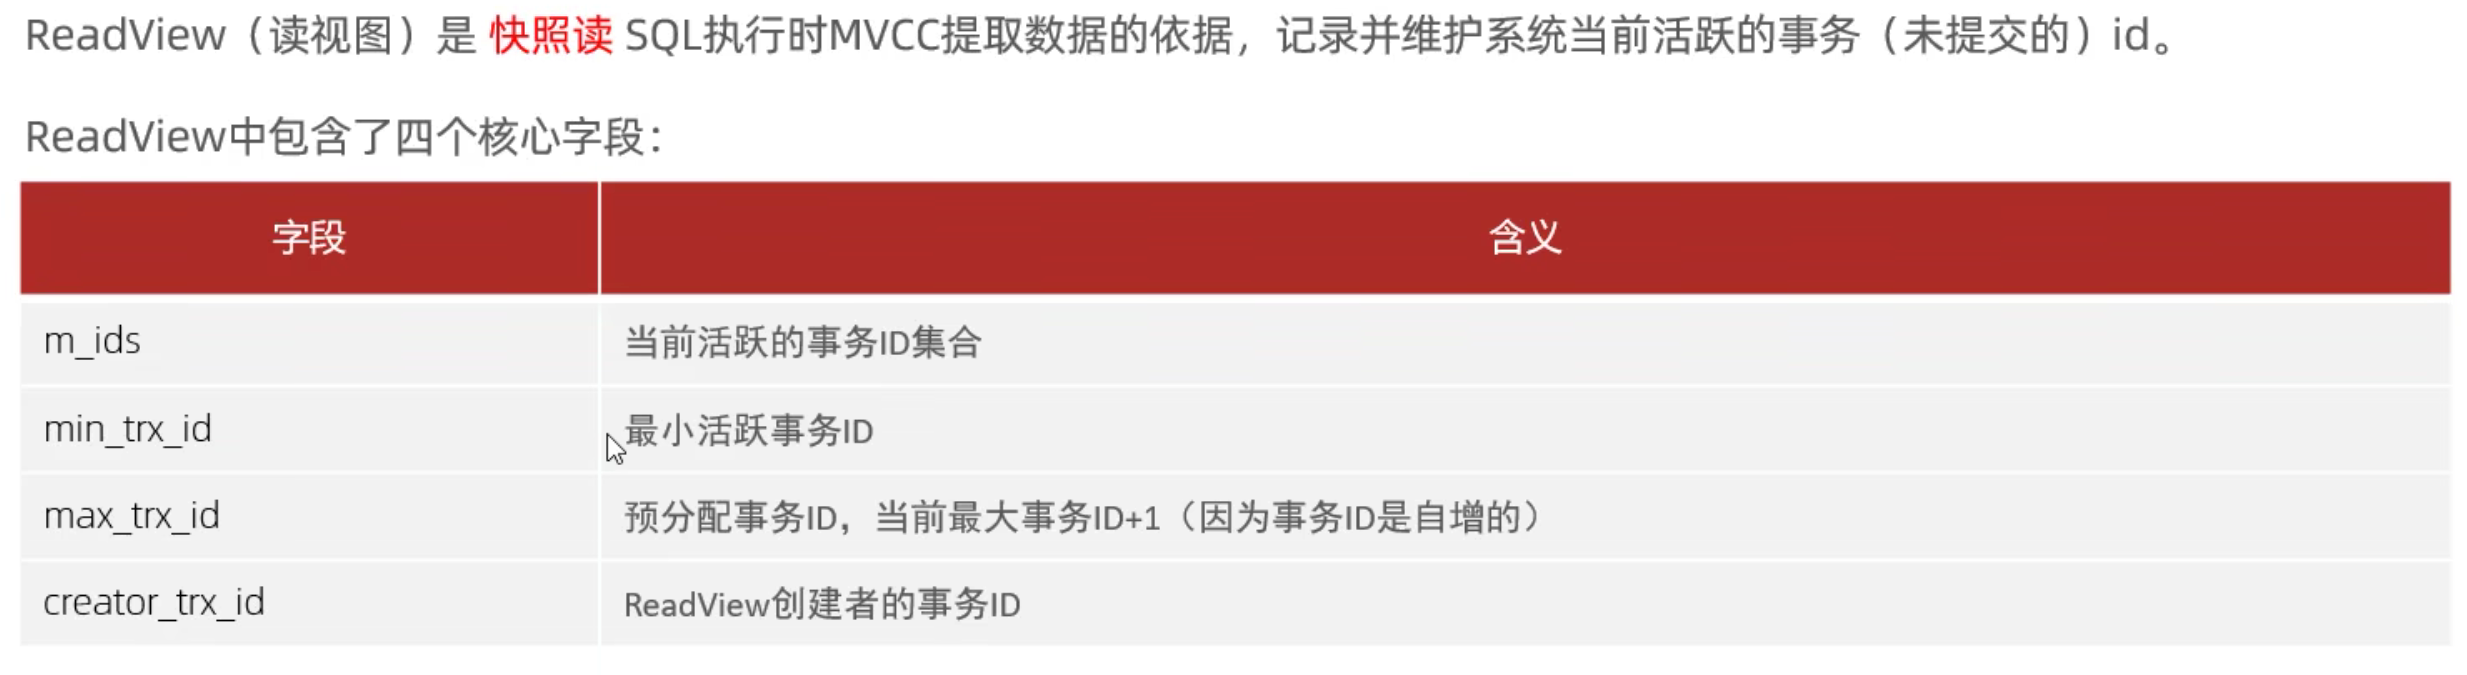 ReadView（读视图）是 快照读 SQL执行时MVCC提取数据的依据，记录并维护系统当前活跃的事务（未提交的）id。
ReadView中包含了四个核心字段：
字段 含义
m_ids 当前活跃的事务ID集合
min_trx_id 最小活跃事务ID
max_trx_id 预分配事务ID，当前最大事务ID+1（因为事务ID是自增的）
creator_trx_id ReadView创建者的事务ID